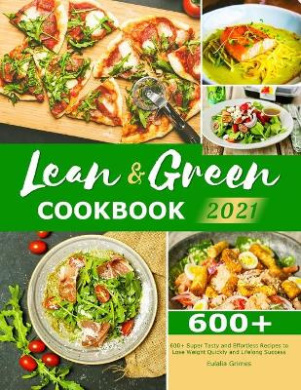 Lean & Green
COOKBOOK 2021
600+
600+ Super Tasty and Effortless Recipes to
Lose Weight Quickly and Lifelong Success
Eulalia Grimes